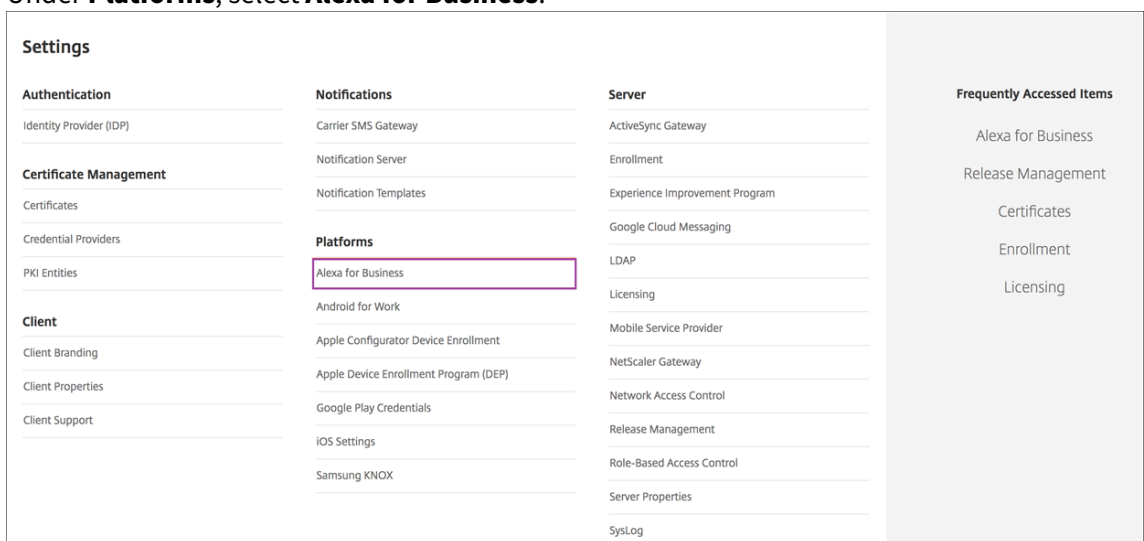 Under Platforms, select Alexa for Business.
Settings
Authentication
Identity Provider (IDP)
Certificate Management
Certificates
Credential Providers
PKI Entities
Client
Client Branding
Client Properties
Client Support
Notifications
Carrier SMS Gateway
Notification Server
Notification Templates
Platforms
Alexa for Business
Android for Work
Apple Configurator Device Enrollment
Apple Device Enrollment Program (DEP)
Google Play Credentials
iOS Settings
Samsung KNOX
Server
ActiveSync Gateway
Enrollment
Experience Improvement Program
Google Cloud Messaging
LDAP
Licensing
Mobile Service Provider
NetScaler Gateway
Network Access Control
Release Management
Role-Based Access Control
Server Properties
SysLog
Frequently Accessed Items
Alexa for Business
Release Management
Certificates
Enrollment
Licensing